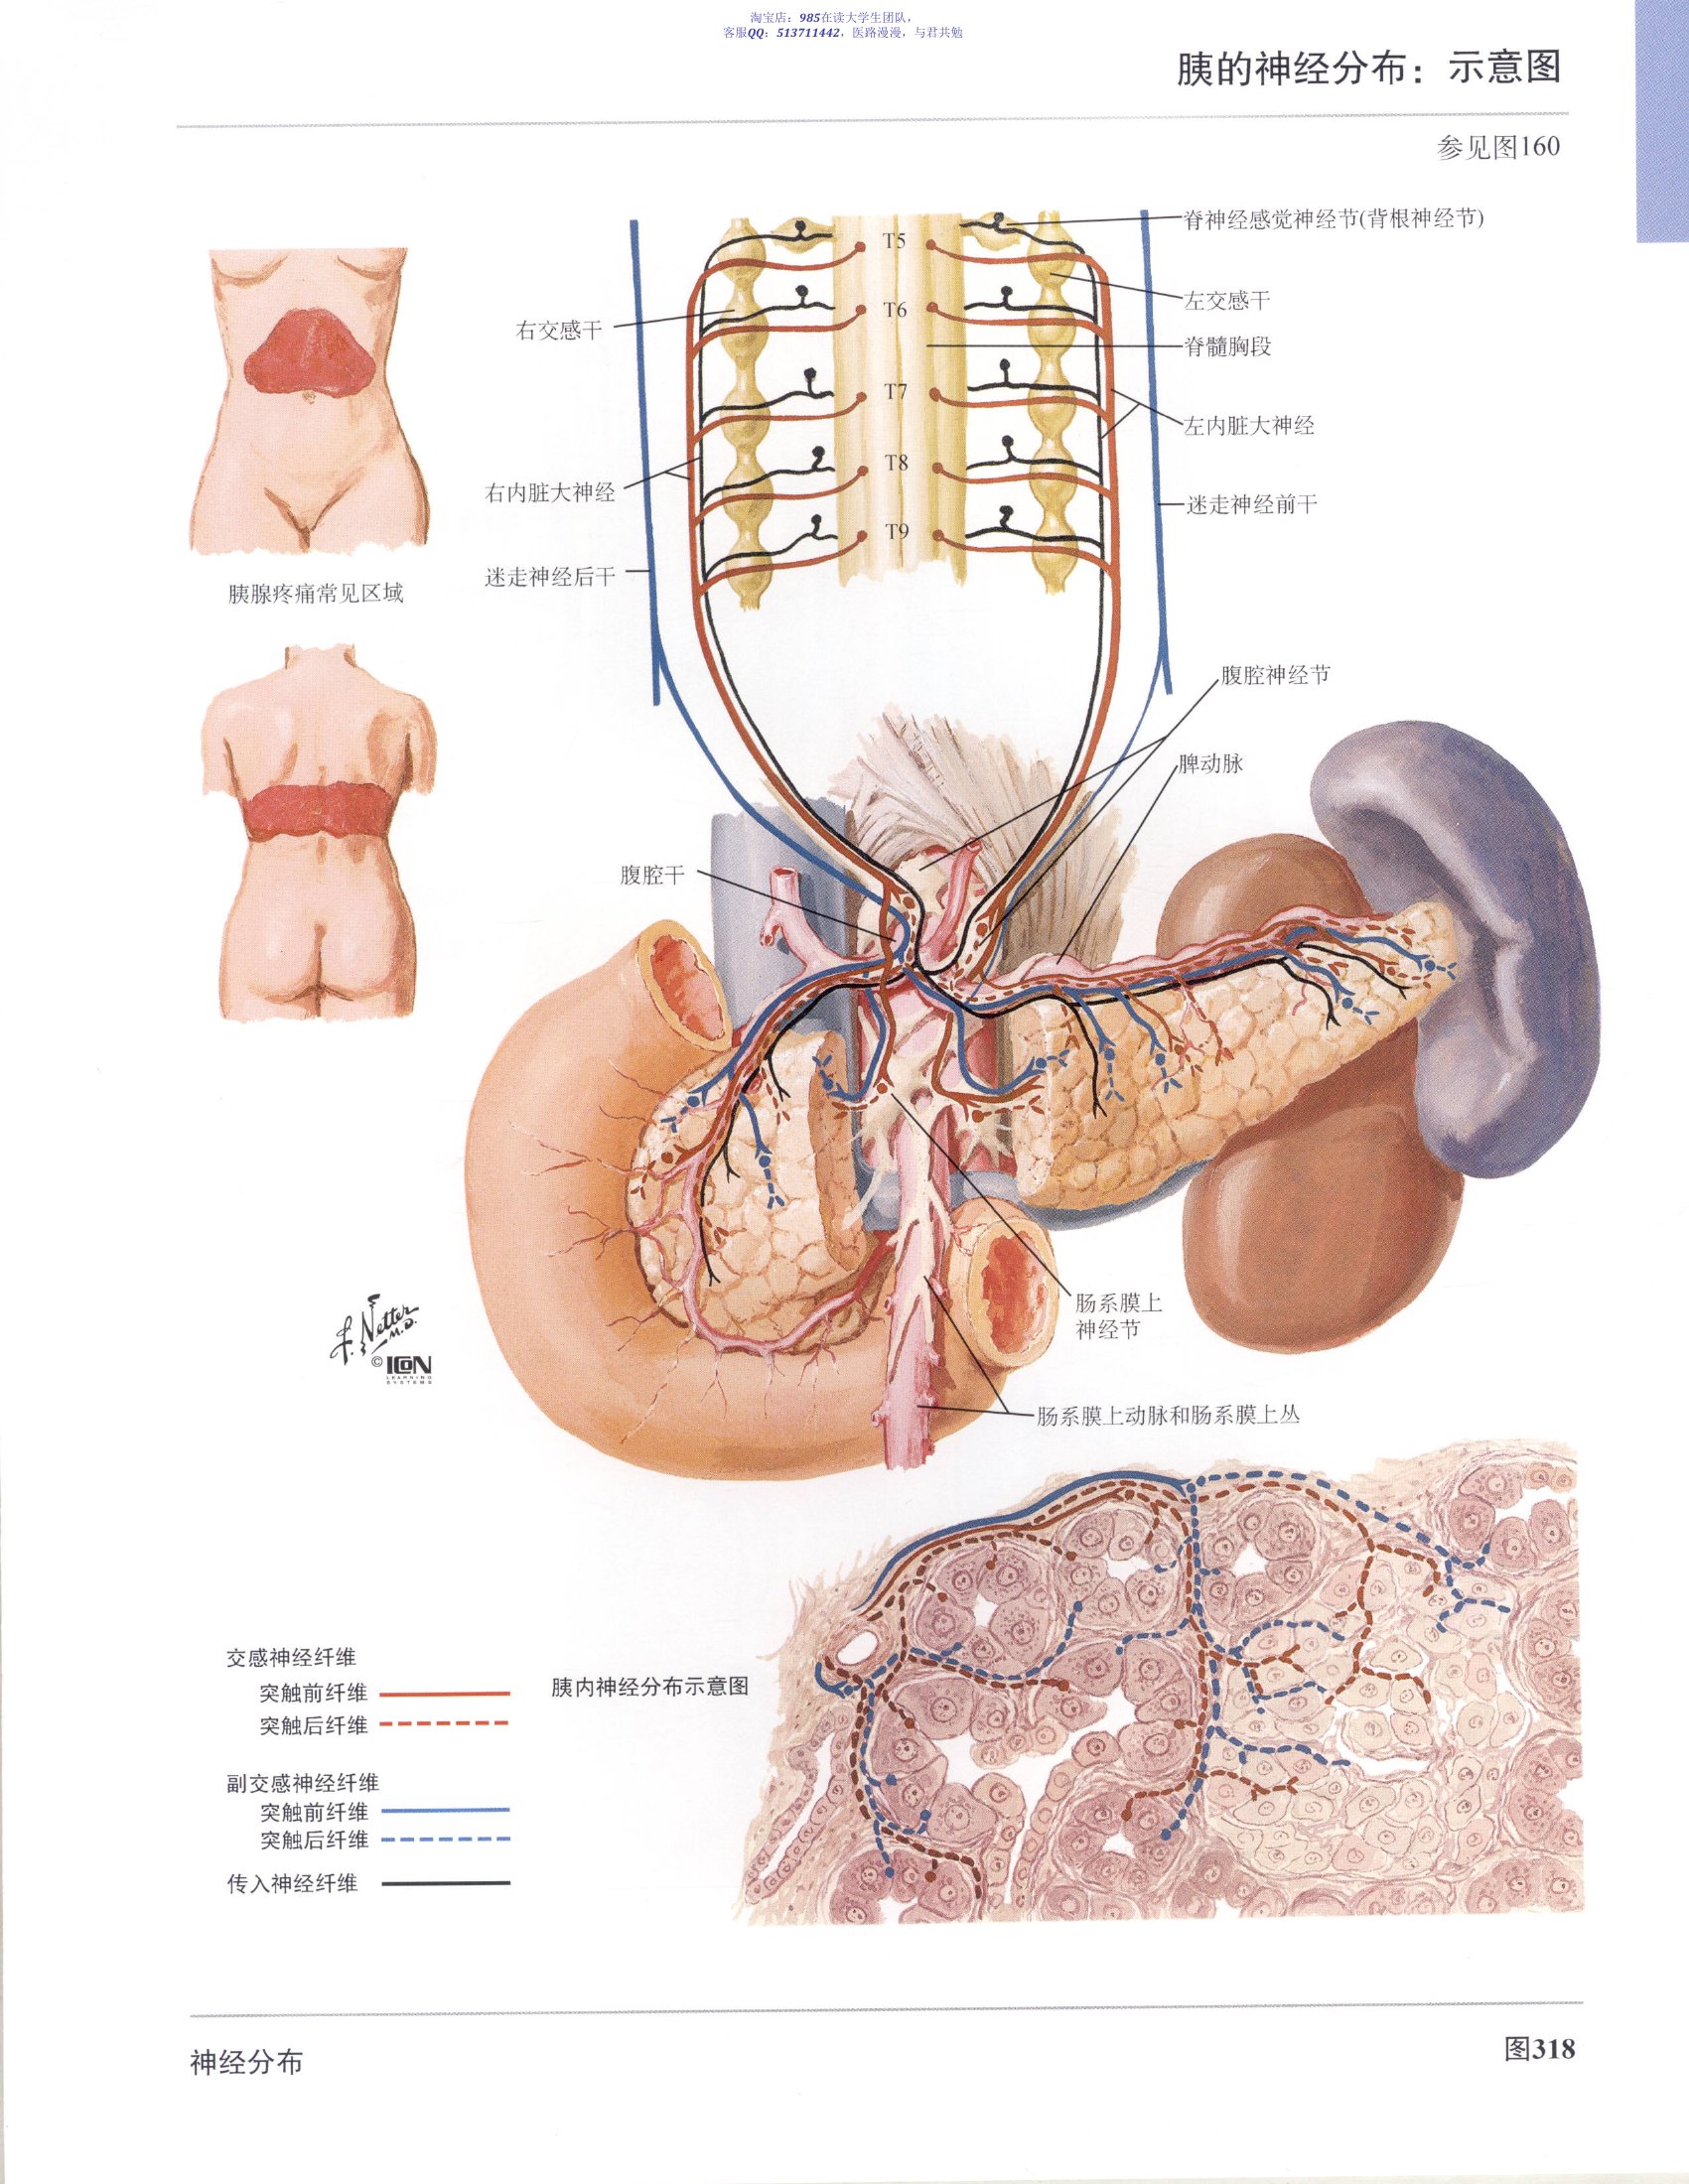 淘宝店：985在读大学生团队，
客服QQ：513711442，医路漫漫，与君共勉
胰的神经分布：示意图
参见图160
脊神经感觉神经节(背根神经节)
T5
左交感干
T6
右交感干
脊髓胸段
T7
左内脏大神经
T8
右内脏大神经
迷走神经前干
T9
迷走神经后干
胰腺疼痛常见区域
腹腔神经节
脾动脉
腹腔干
肠系膜上
神经节
F. Netter
M.D.
© ICON
LEARNING
SYSTEMS
肠系膜上动脉和肠系膜上丛
交感神经纤维
突触前纤维
突触后纤维
胰内神经分布示意图
副交感神经纤维
突触前纤维
突触后纤维
传入神经纤维
神经分布
图318